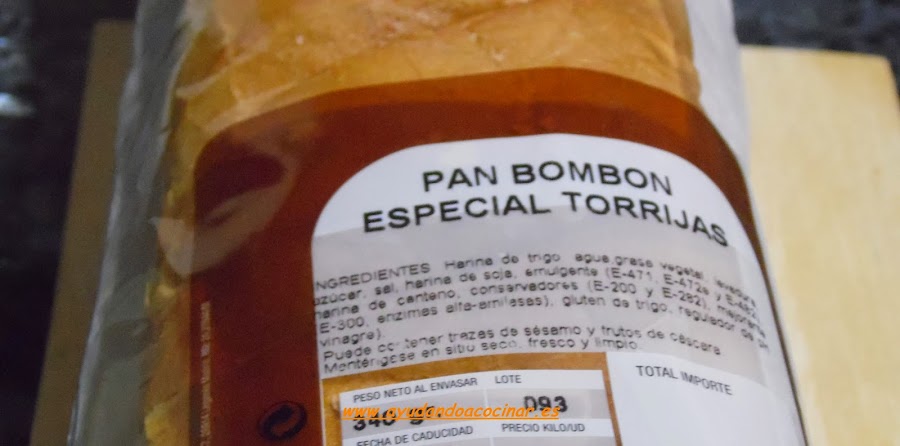 PAN BOMBON
ESPECIAL TORRIJAS
INGREDIENTES Harina de trigo, agua, grasa vegetal, levadura,
azúcar, sal, harina de soja, emulgente (E-471, E-472e y E-482),
harina de centeno, conservadores (E-200 y E-282),
E-300, enzimas alfa-amilasas), gluten de trigo, regulador de
vinagre).
Puede contener trazas de sésamo y frutos de cáscara
Manténgase en sitio seco, fresco y limpio.
PESO NETO AL ENVASAR LOTE TOTAL IMPORTE
340 g 093
www.ayudandoacocinar.es
FECHA DE CADUCIDAD PRECIO KILO/UD